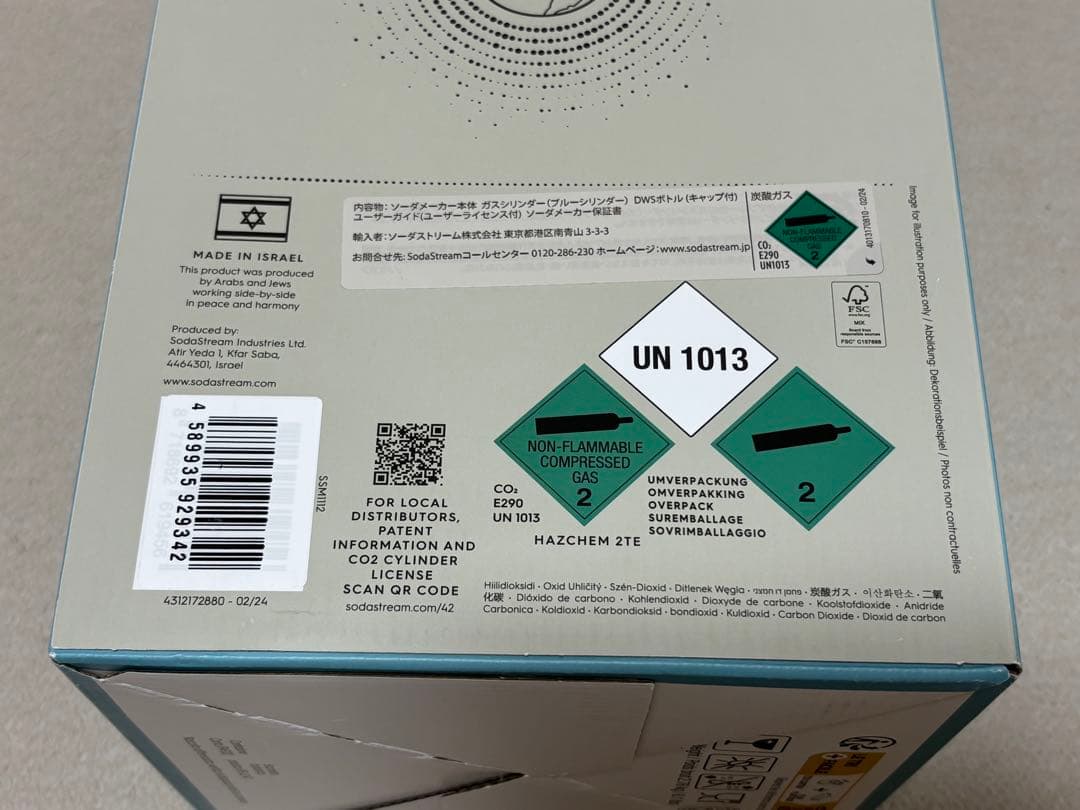 MADE IN ISRAEL
This product was produced
by Arabs and Jews
working side-by-side
in peace and harmony
Produced by:
SodaStream Industries Ltd.
Atir Yeda 1, Kfar Saba,
4464301, Israel
www.sodastream.com
内容物: ソーダメーカー本体 ガスシリンダー(ブルーシリンダー) DWSボトル (キャップ付)
ユーザーガイド(ユーザーライセンス付) ソーダメーカー保証書
輸入者: ソーダストリーム株式会社 東京都港区南青山 3-3-3
お問合せ先: SodaStreamコールセンター 0120-286-230 ホームページ: www.sodastream.jp
炭酸ガス
CO₂
E290
UN1013
NON-FLAMMABLE
COMPRESSED
GAS
2
4013170810 - 02/24
FSC
www.fsc.org
MIX
Board from
responsible sources
Image for illustration purposes only / Abbildung: Dekorationsbeispiel / Photos non contractuelles
UN 1013
NON-FLAMMABLE
COMPRESSED
GAS
2
2
CO₂
E290
UN 1013
HAZCHEM 2TE
UMVERPACKUNG
OMVERPAKKING
OVERPACK
SUREMBALLAGE
SOVRIMBALLAGGIO
4 589935 929342
SSM1112
4312172880 - 02/24
FOR LOCAL
DISTRIBUTORS,
PATENT
INFORMATION AND
CO2 CYLINDER
LICENSE
SCAN QR CODE
sodastream.com/42
Hiilidioksidi · Oxid Uhličitý · Szén-Dioxid · Ditlenek Węgla · פחמן דו חמצני · 炭酸ガス · 이산화탄소 · 二氧
化碳 · Dióxido de carbono · Kohlendioxid · Dioxyde de carbone · Koolstofdioxide · Anidride
Carbonica · Koldioxid · Karbondioksid · bondioxid · Kuldioxid · Carbon Dioxide · Dioxid de carbon